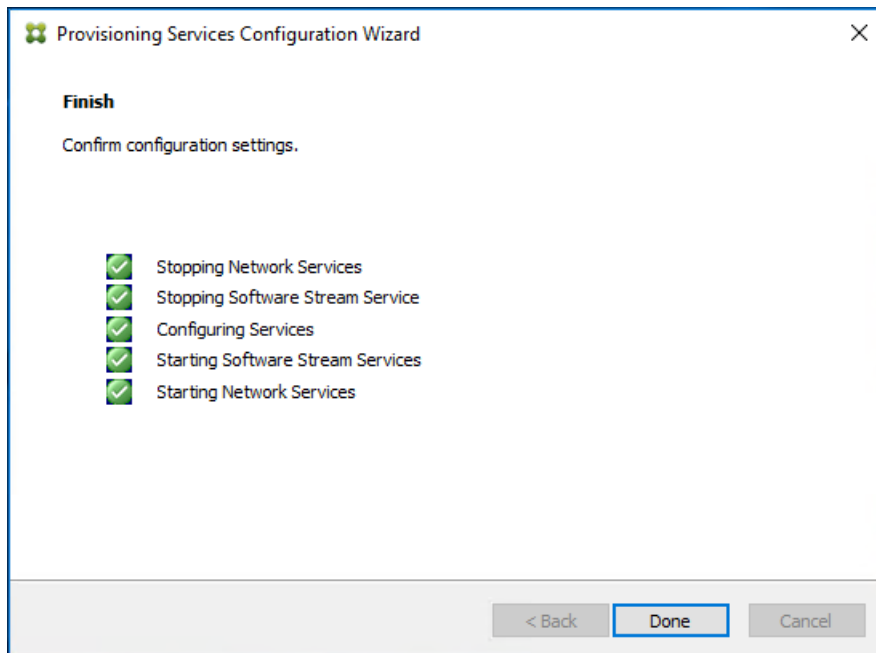 Provisioning Services Configuration Wizard
Finish
Confirm configuration settings.
Stopping Network Services
Stopping Software Stream Service
Configuring Services
Starting Software Stream Services
Starting Network Services
< Back Done Cancel